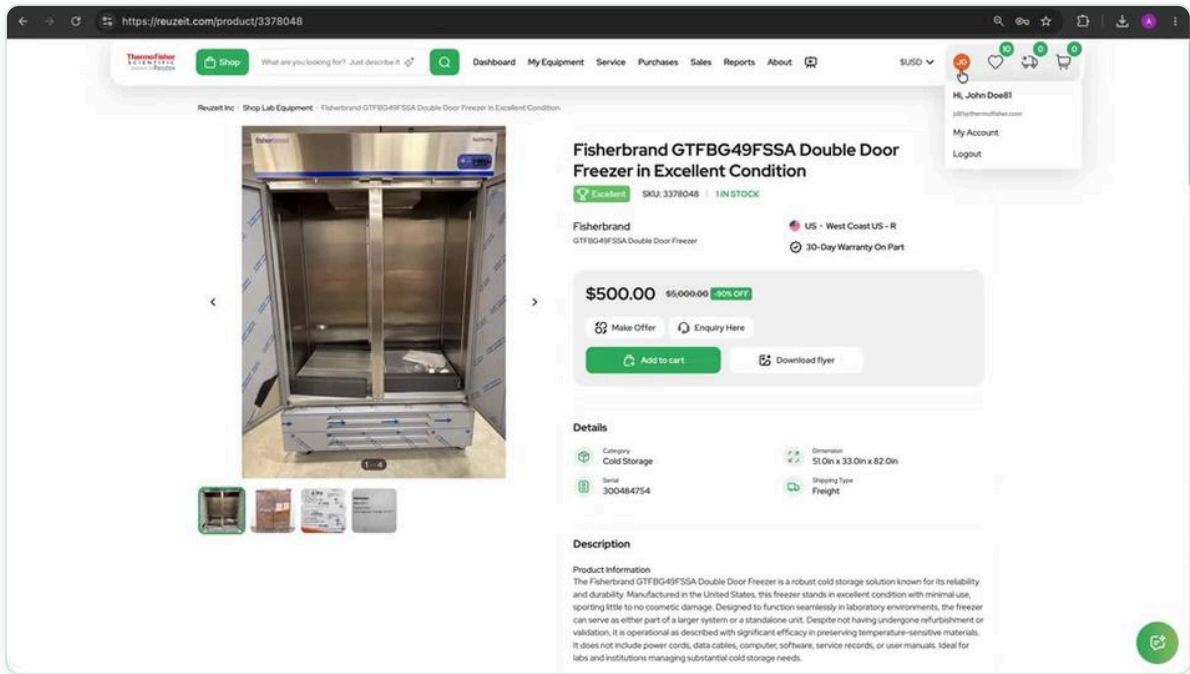 https://reuzeit.com/product/3378048
ThermoFisher
SCIENTIFIC
Shop
What are you looking for? Just describe it
Dashboard My Equipment Service Purchases Sales Reports About
$USD
JD
10
0
0
Hi, John Doe81
My Account
Logout
Reuzeit Inc · Shop Lab Equipment · Fisherbrand GTFBG49FSSA Double Door Freezer in Excellent Condition
fisherbrand
1 4
Fisherbrand GTFBG49FSSA Double Door
Freezer in Excellent Condition
Excellent SKU: 3378048 | 1 IN STOCK
Fisherbrand
GTFBG49FSSA Double Door Freezer
US - West Coast US - R
30-Day Warranty On Part
$500.00 $5,000.00 -90% OFF
Make Offer Enquiry Here
Add to cart Download flyer
Details
Category
Cold Storage
Dimension
51.0in x 33.0in x 82.0in
Serial
300484754
Shipping Type
Freight
Description
Product Information
The Fisherbrand GTFBG49FSSA Double Door Freezer is a robust cold storage solution known for its reliability
and durability. Manufactured in the United States, this freezer stands in excellent condition with minimal use,
sporting little to no cosmetic damage. Designed to function seamlessly in laboratory environments, the freezer
can serve as either part of a larger system or a standalone unit. Despite not having undergone refurbishment or
validation, it is operational as described with significant efficacy in preserving temperature-sensitive materials.
It does not include power cords, data cables, computer, software, service records, or user manuals. Ideal for
labs and institutions managing substantial cold storage needs.